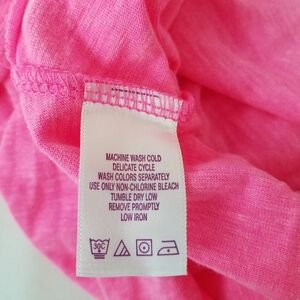 MACHINE WASH COLD
DELICATE CYCLE
WASH COLORS SEPARATELY
USE ONLY NON-CHLORINE BLEACH
TUMBLE DRY LOW
REMOVE PROMPTLY
LOW IRON
30C